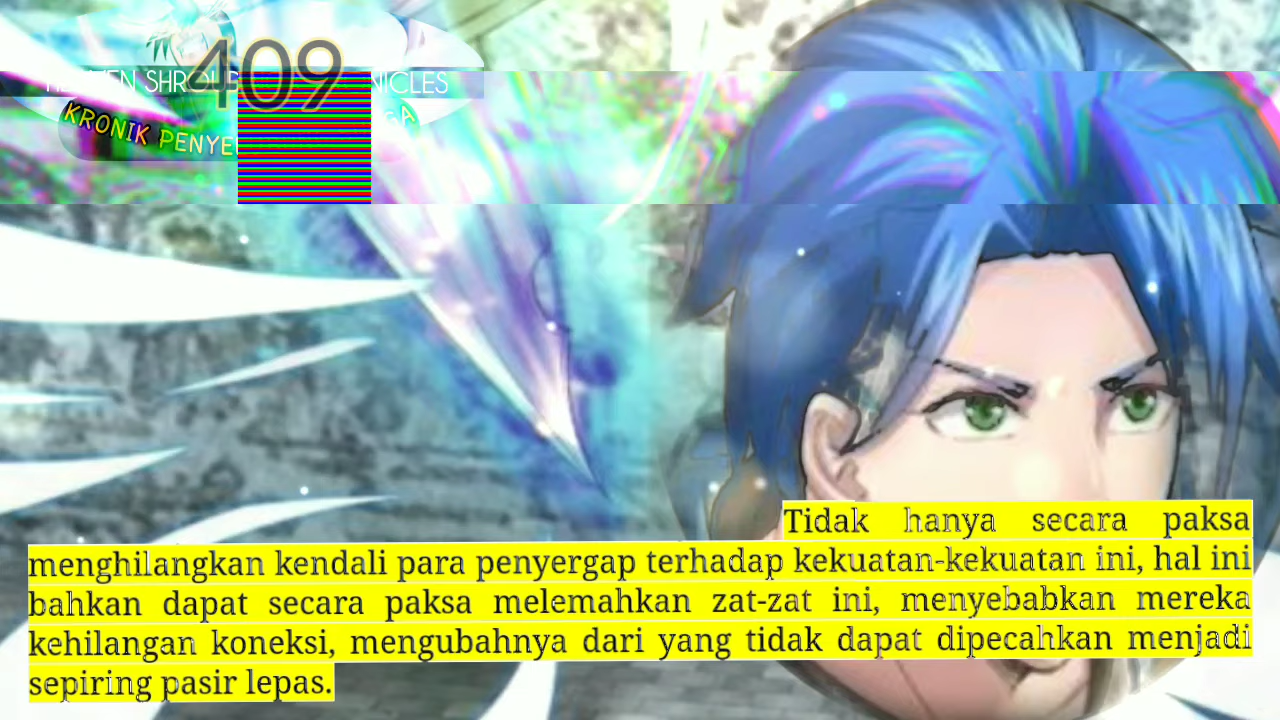 409
SHR NICLES
KRONIK
Tidak hanya secara paksa
menghilangkan kendali para penyergap terhadap kekuatan-kekuatan ini, hal ini
bahkan dapat secara paksa melemahkan zat-zat ini, menyebabkan mereka
kehilangan koneksi, mengubahnya dari yang tidak dapat dipecahkan menjadi
sepiring pasir lepas.